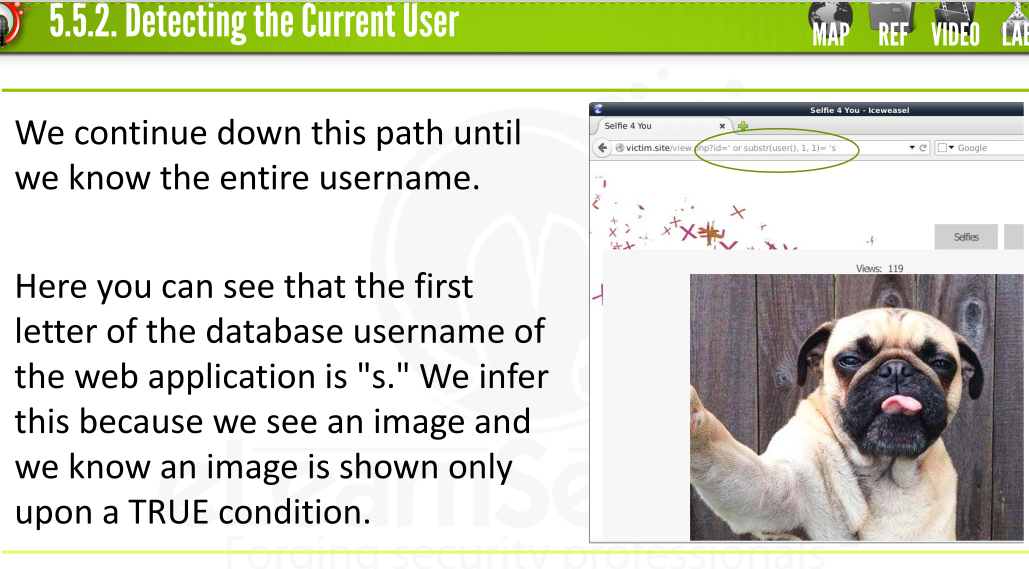 5.5.2. Detecting the Current User
MAP REF VIDEO LAB
We continue down this path until
we know the entire username.
Here you can see that the first
letter of the database username of
the web application is "s." We infer
this because we see an image and
we know an image is shown only
upon a TRUE condition.
Selfie 4 You - Iceweasel
Selfie 4 You
victim.site/view.php?id=' or substr(user(), 1, 1)= 's
Google
Selfies
Views: 119
Forging security professionals